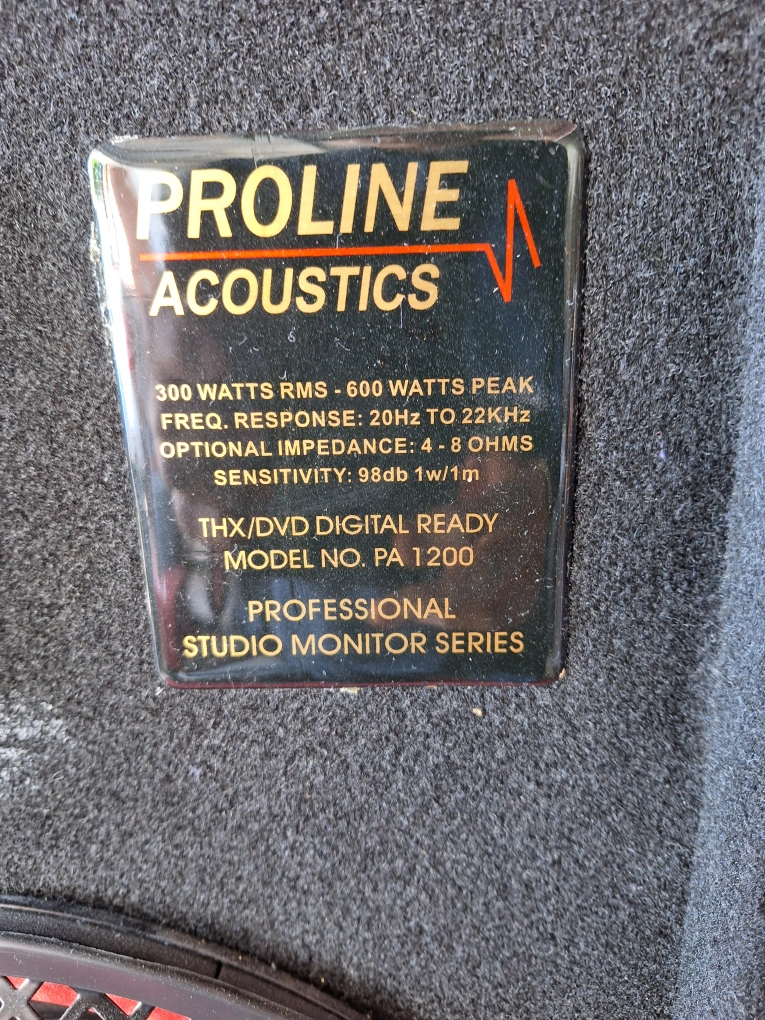 PROLINE
ACOUSTICS
300 WATTS RMS - 600 WATTS PEAK
FREQ. RESPONSE: 20Hz TO 22KHz
OPTIONAL IMPEDANCE: 4 - 8 OHMS
SENSITIVITY: 98db 1w/1m
THX/DVD DIGITAL READY
MODEL NO. PA 1200
PROFESSIONAL
STUDIO MONITOR SERIES